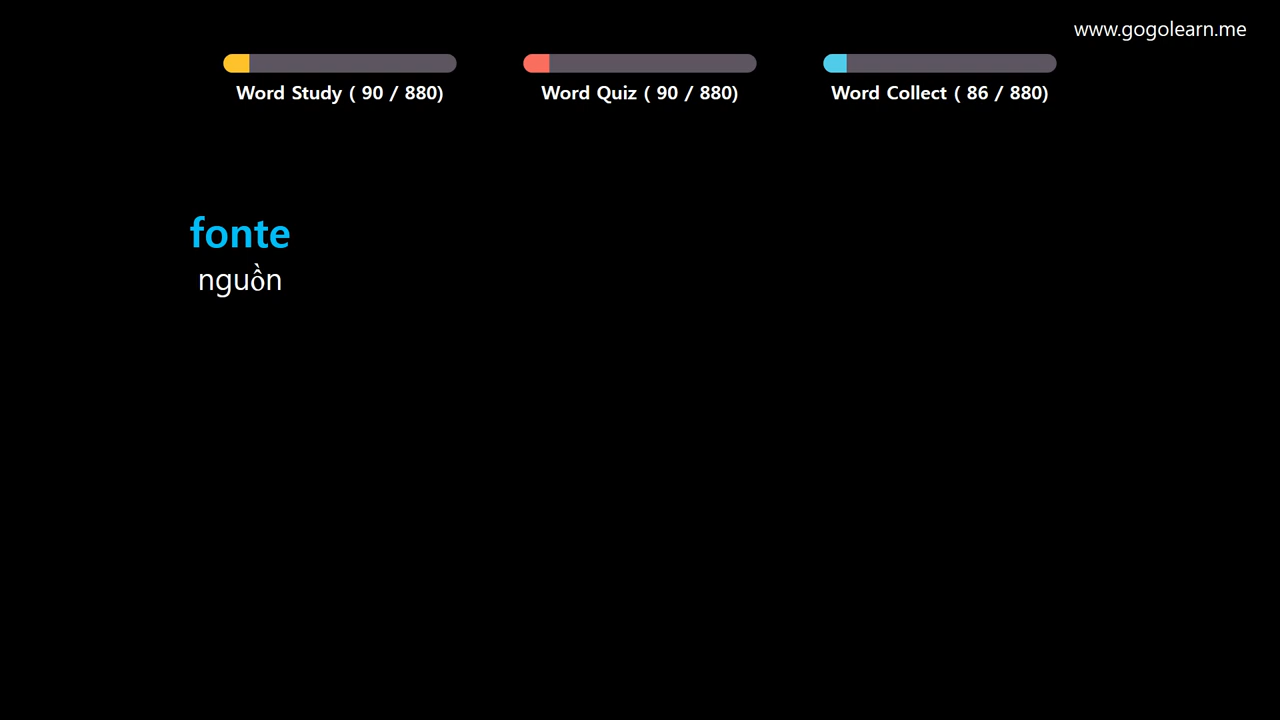 www.gogolearn.me
Word Study ( 90 / 880)
Word Quiz ( 90 / 880)
Word Collect ( 86 / 880)
fonte
nguồn